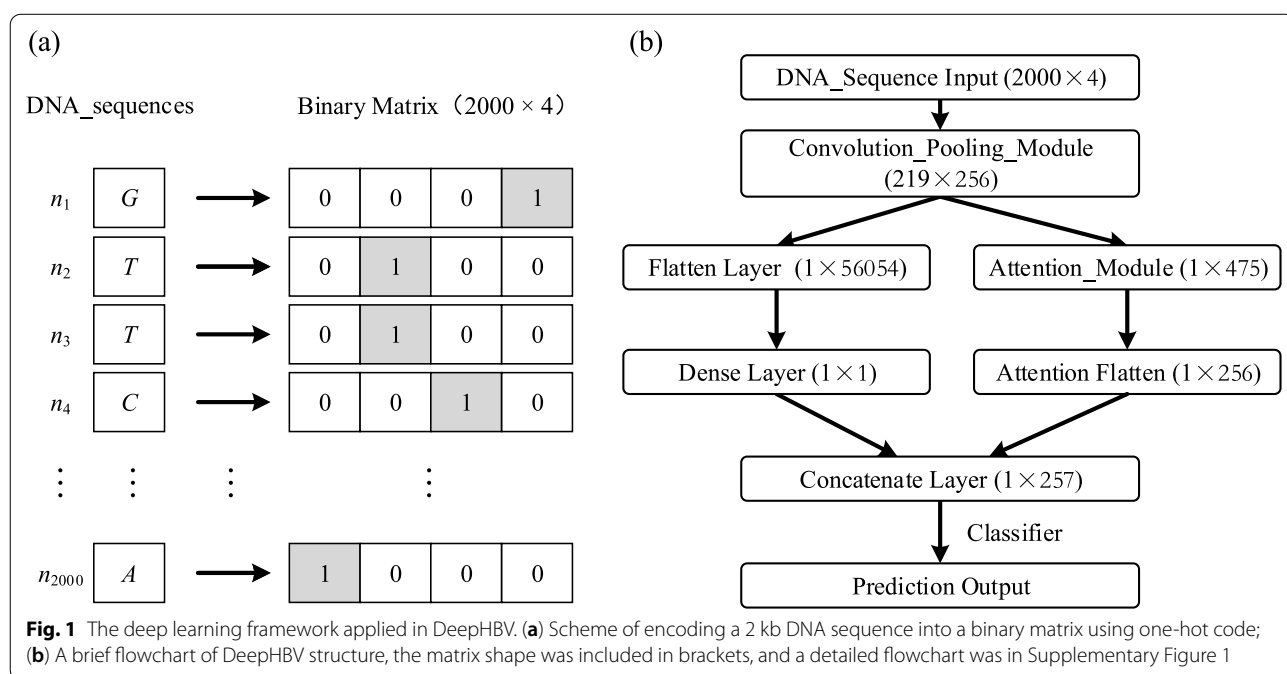 (a)
DNA_sequences Binary Matrix（2000 × 4）
n1 G 0 0 0 1
n2 T 0 1 0 0
n3 T 0 1 0 0
n4 C 0 0 1 0
⋮ ⋮ ⋮ ⋮
n2000 A 1 0 0 0
(b)
DNA_Sequence Input (2000×4)
Convolution_Pooling_Module
(219×256)
Flatten Layer (1×56054)
Attention_Module (1×475)
Dense Layer (1×1)
Attention Flatten (1×256)
Concatenate Layer (1×257)
Classifier
Prediction Output
Fig. 1 The deep learning framework applied in DeepHBV. (a) Scheme of encoding a 2 kb DNA sequence into a binary matrix using one-hot code;
(b) A brief flowchart of DeepHBV structure, the matrix shape was included in brackets, and a detailed flowchart was in Supplementary Figure 1